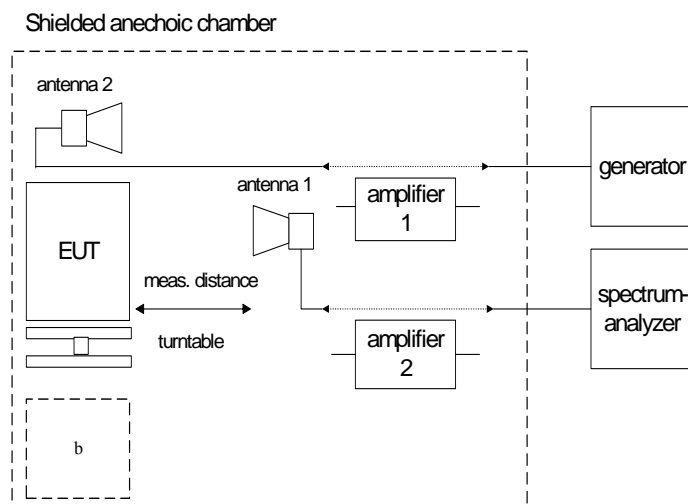 Shielded anechoic chamber
antenna 2
generator
antenna 1
amplifier
1
EUT
meas. distance
spectrum-
analyzer
turntable
amplifier
2
b